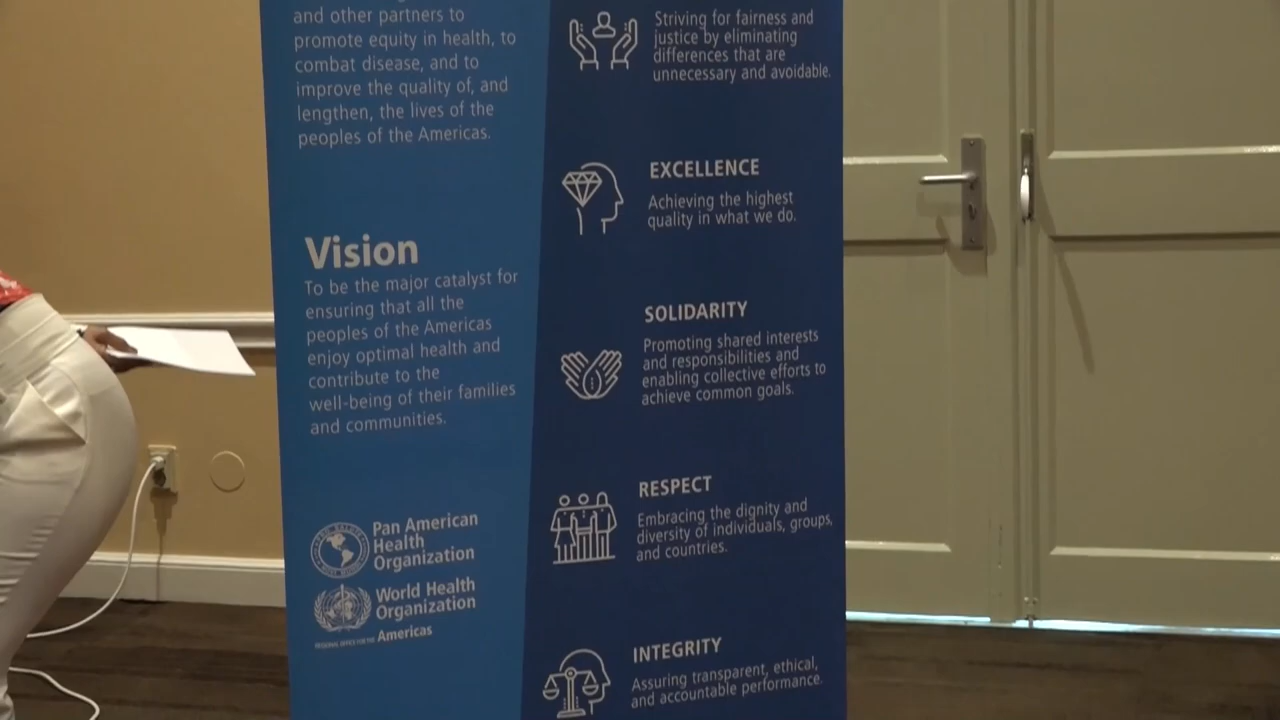 and other partners to
promote equity in health, to
combat disease, and to
improve the quality of, and
lengthen, the lives of the
peoples of the Americas.
Vision
To be the major catalyst for
ensuring that all the
peoples of the Americas
enjoy optimal health and
contribute to the
well-being of their families
and communities.
Pan American
Health
Organization
World Health
Organization
REGIONAL OFFICE FOR THE Americas
Striving for fairness and
justice by eliminating
differences that are
unnecessary and avoidable.
EXCELLENCE
Achieving the highest
quality in what we do.
SOLIDARITY
Promoting shared interests
and responsibilities and
enabling collective efforts to
achieve common goals.
RESPECT
Embracing the dignity and
diversity of individuals, groups,
and countries.
INTEGRITY
Assuring transparent, ethical,
and accountable performance.